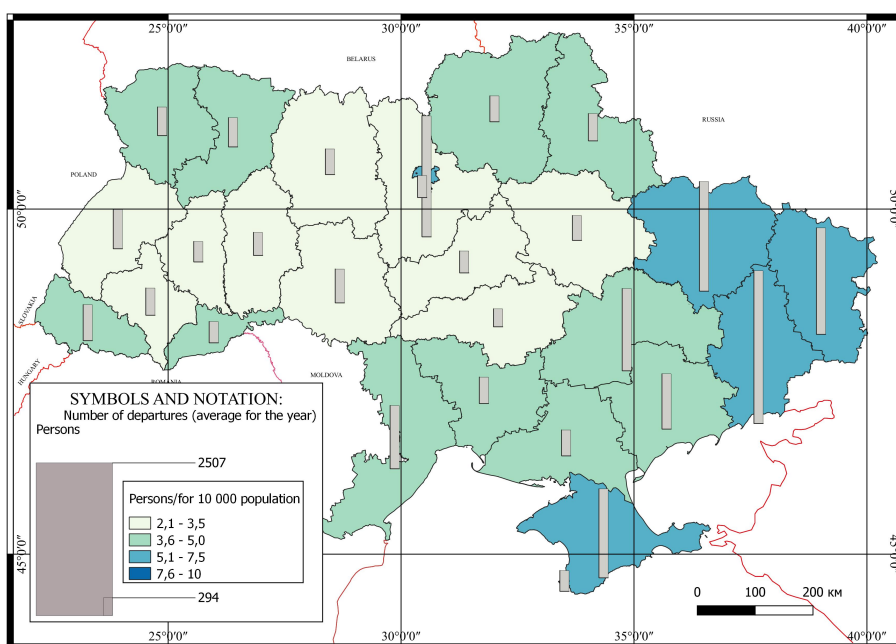 25°0'0"
30°0'0"
35°0'0"
40°0'0"
BELARUS
RUSSIA
POLAND
50°0'0"
50°0'0"
SLOVAKIA
HUNGARY
ROMANIA
MOLDOVA
SYMBOLS AND NOTATION:
Number of departures (average for the year)
Persons
2507
Persons/for 10 000 population
2,1 - 3,5
3,6 - 5,0
5,1 - 7,5
7,6 - 10
294
45°0'0"
45°0'0"
0 100 200 км
25°0'0"
30°0'0"
35°0'0"
40°0'0"